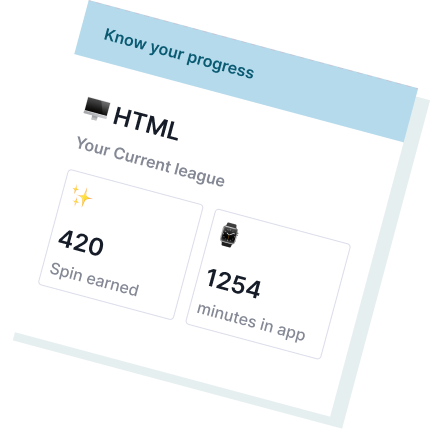 Know your progress
HTML
Your Current league
420
Spin earned
1254
minutes in app